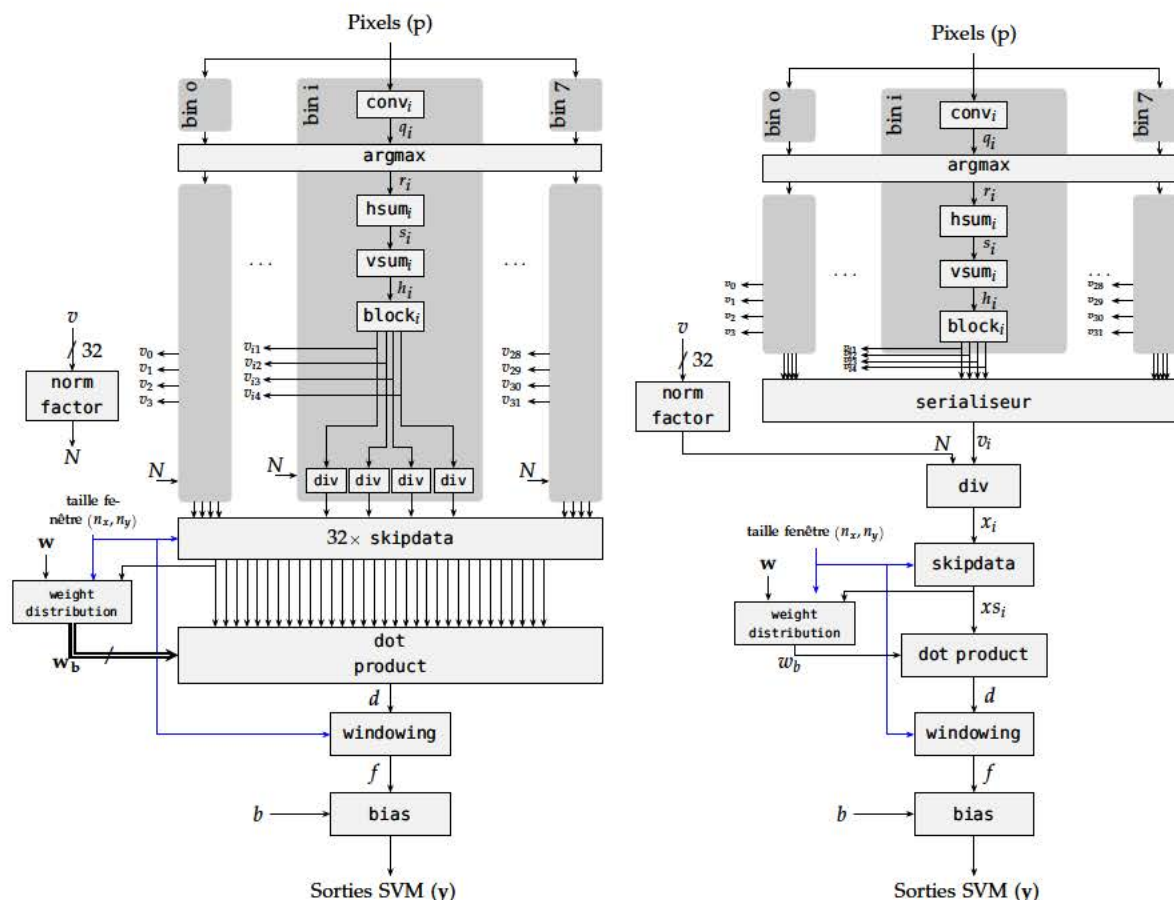 Pixels (p)
bin 0
bin i
bin 7
conv_i
q_i
argmax
r_i
hsum_i
s_i
. . .
. . .
vsum_i
h_i
block_i
v
32
norm
factor
N
v_0
v_1
v_2
v_3
v_i1
v_i2
v_i3
v_i4
v_28
v_29
v_30
v_31
N
N
N
div
div
div
div
taille fe-
nêtre (n_x, n_y)
32× skipdata
w
weight
distribution
w_b
dot
product
d
windowing
f
b
bias
Sorties SVM (y)
Pixels (p)
bin 0
bin i
bin 7
conv_i
q_i
argmax
r_i
hsum_i
s_i
. . .
. . .
vsum_i
h_i
block_i
v_0
v_1
v_2
v_3
v_28
v_29
v_30
v_31
v
32
norm
factor
serialiseur
N
v_i
div
x_i
taille fenêtre (n_x, n_y)
skipdata
w
weight
distribution
xs_i
w_b
dot product
d
windowing
f
b
bias
Sorties SVM (y)